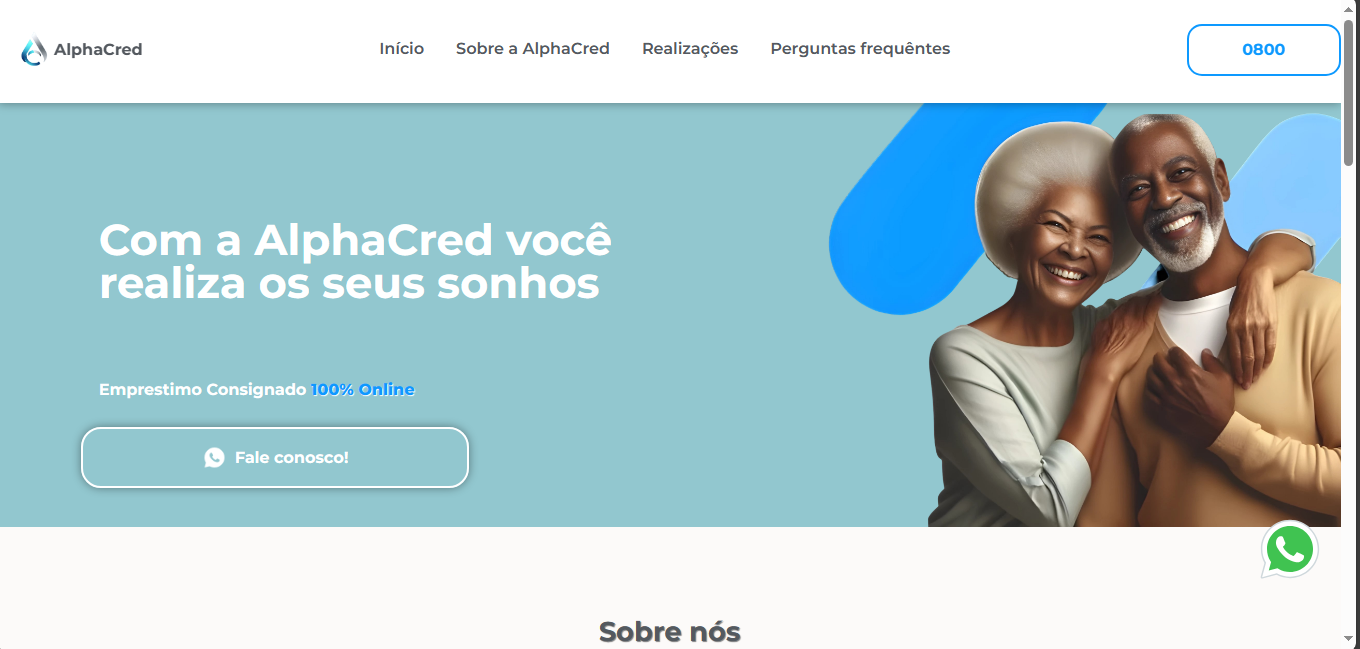 AlphaCred
Início
Sobre a AlphaCred
Realizações
Perguntas frequêntes
0800
Com a AlphaCred você
realiza os seus sonhos
Emprestimo Consignado 100% Online
Fale conosco!
Sobre nós